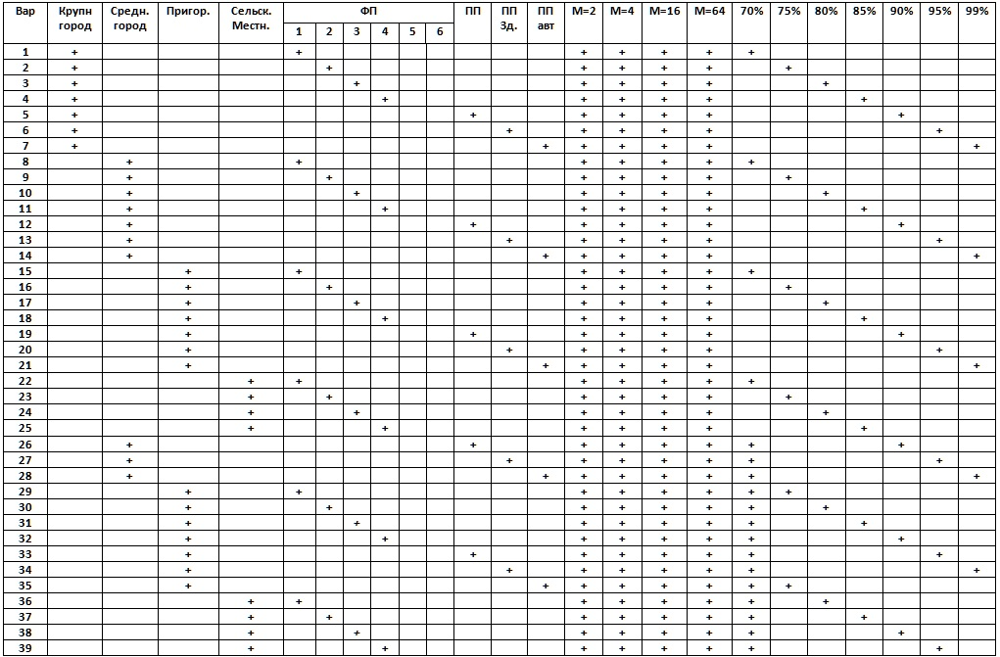 Вар Крупн город Средн. город Пригор. Сельск. Местн. ФП ПП ПП Зд. ПП авт М=2 М=4 М=16 М=64 70% 75% 80% 85% 90% 95% 99%
1 2 3 4 5 6
1 + + + + + + +
2 + + + + + + +
3 + + + + + + +
4 + + + + + + +
5 + + + + + + +
6 + + + + + + +
7 + + + + + + +
8 + + + + + + +
9 + + + + + + +
10 + + + + + + +
11 + + + + + + +
12 + + + + + + +
13 + + + + + + +
14 + + + + + + +
15 + + + + + + +
16 + + + + + + +
17 + + + + + + +
18 + + + + + + +
19 + + + + + + +
20 + + + + + + +
21 + + + + + + +
22 + + + + + + +
23 + + + + + + +
24 + + + + + + +
25 + + + + + + +
26 + + + + + + + +
27 + + + + + + + +
28 + + + + + + + +
29 + + + + + + + +
30 + + + + + + + +
31 + + + + + + + +
32 + + + + + + + +
33 + + + + + + + +
34 + + + + + + + +
35 + + + + + + + +
36 + + + + + + + +
37 + + + + + + + +
38 + + + + + + + +
39 + + + + + + + +